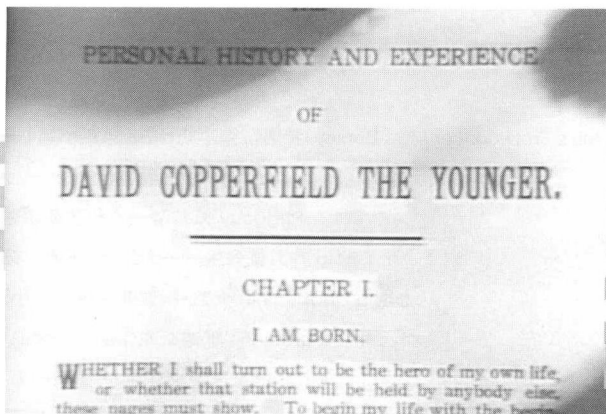 PERSONAL HISTORY AND EXPERIENCE
OF
DAVID COPPERFIELD THE YOUNGER.
CHAPTER I.
I AM BORN.
WHETHER I shall turn out to be the hero of my own life,
or whether that station will be held by anybody else,
these pages must show. To begin my life with the